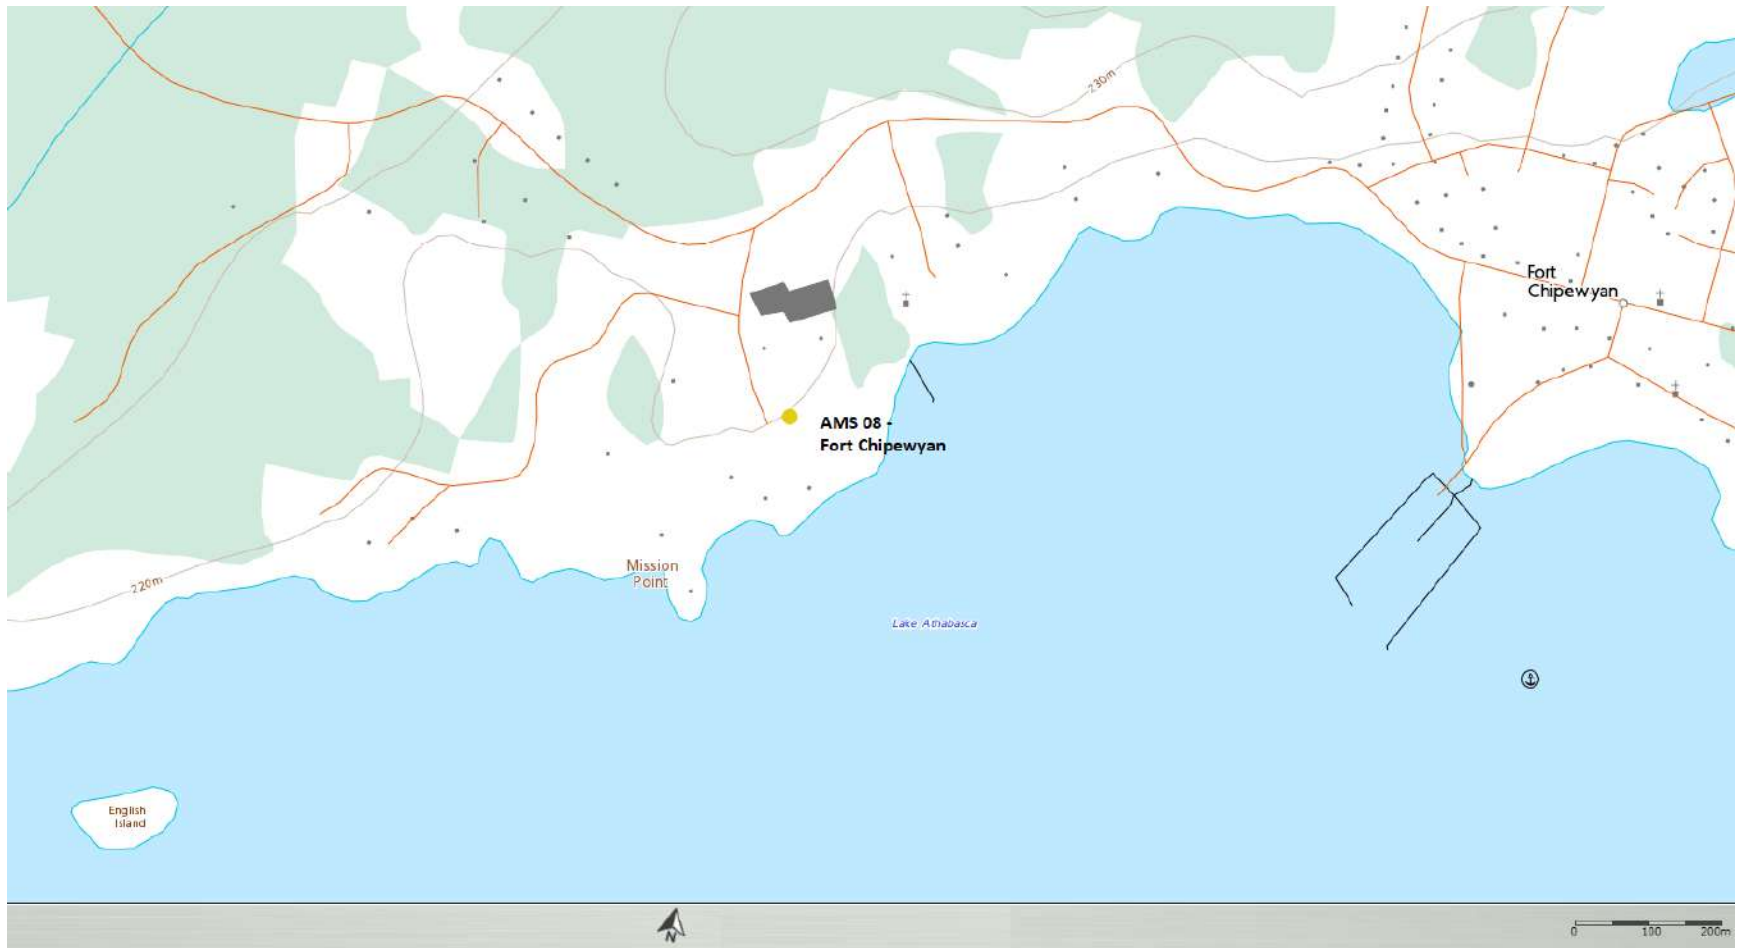 230m
Fort
Chipewyan
AMS 08 -
Fort Chipewyan
Mission
Point
220m
Lake Athabasca
English
Island
N
0 100 200m